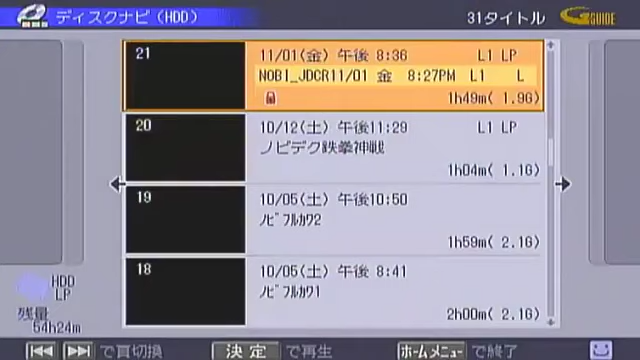 ディスクナビ(HDD) 31タイトル GUIDE
21 11/01(金) 午後 8:36 L1 LP
NOBI_JDCR11/01 金 8:27PM L1 L
1h49m( 1.9G)
20 10/12(土) 午後11:29 L1 LP
ノビデク鉄拳神戦
1h04m( 1.1G)
19 10/05(土) 午後10:50
ノビフルカワ2
1h59m( 2.1G)
18 10/05(土) 午後 8:41
ノビフルカワ1
2h00m( 2.1G)
HDD
LP
残量
54h24m
で頁切換 決定 で再生 ホームメニュー で終了